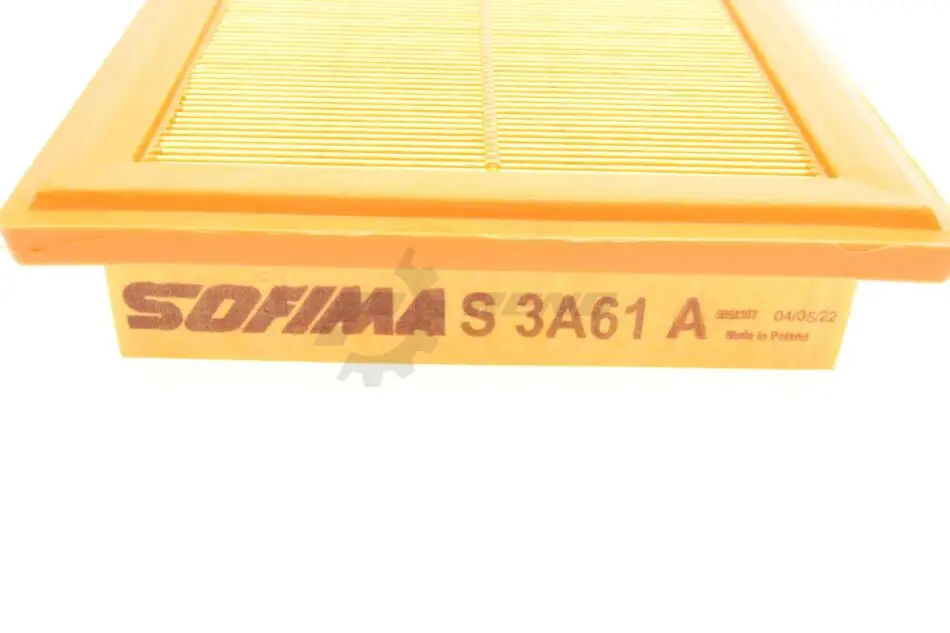 SOFIMA S 3A61 A 04/05/22
Made in Poland